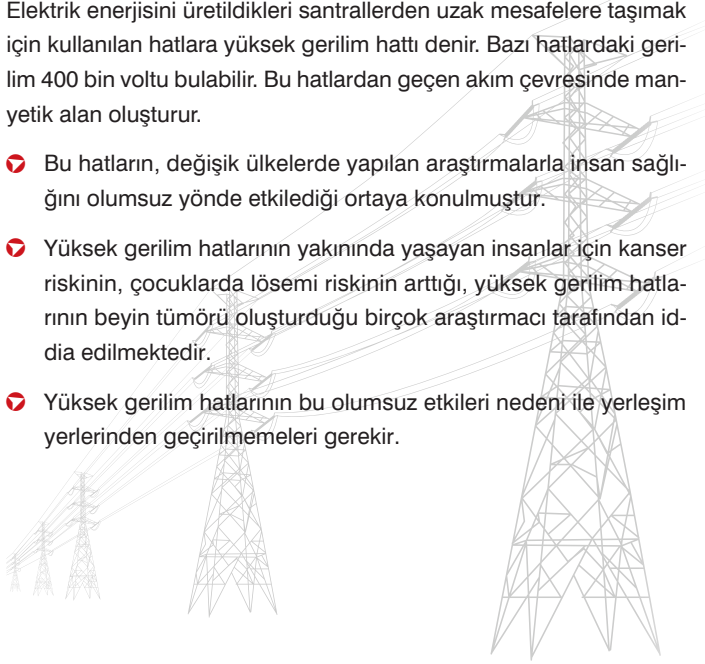 Elektrik enerjisini üretildikleri santrallerden uzak mesafelere taşımak
için kullanılan hatlara yüksek gerilim hattı denir. Bazı hatlardaki geri-
lim 400 bin voltu bulabilir. Bu hatlardan geçen akım çevresinde man-
yetik alan oluşturur.
Bu hatların, değişik ülkelerde yapılan araştırmalarla insan sağlı-
ğını olumsuz yönde etkilediği ortaya konulmuştur.
Yüksek gerilim hatlarının yakınında yaşayan insanlar için kanser
riskinin, çocuklarda lösemi riskinin arttığı, yüksek gerilim hatla-
rının beyin tümörü oluşturduğu birçok araştırmacı tarafından id-
dia edilmektedir.
Yüksek gerilim hatlarının bu olumsuz etkileri nedeni ile yerleşim
yerlerinden geçirilmemeleri gerekir.